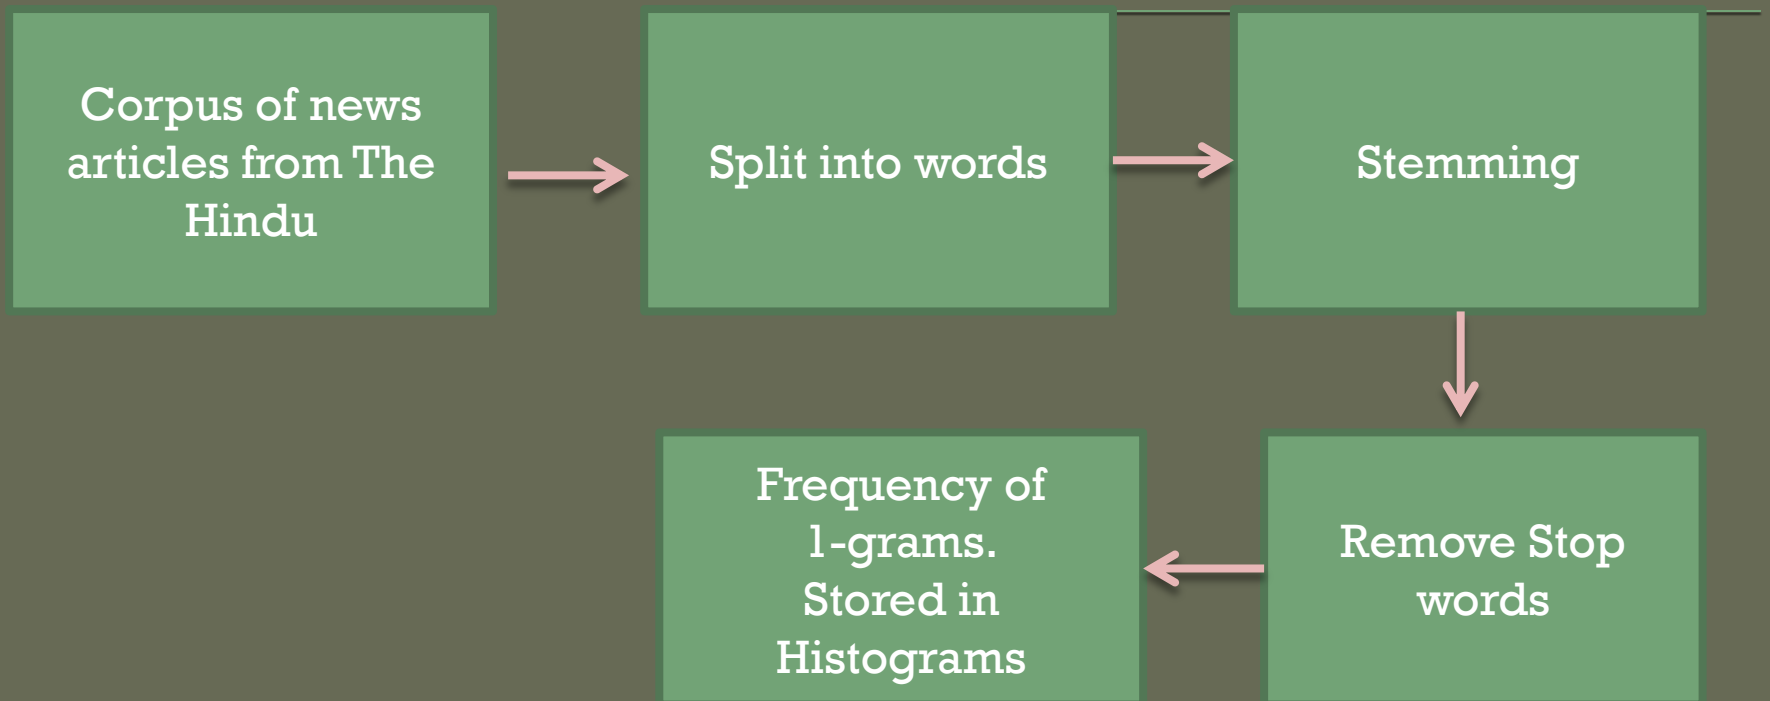 Corpus of news
articles from The
Hindu
Split into words
Stemming
Remove Stop
words
Frequency of
1-grams.
Stored in
Histograms